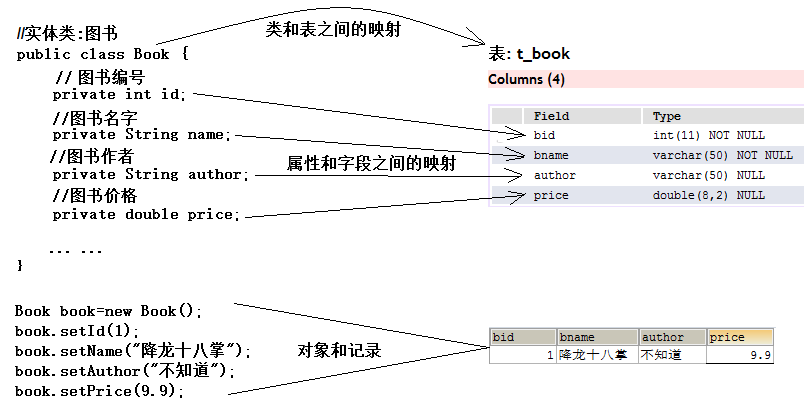 //实体类:图书
类和表之间的映射
public class Book {
表: t_book
// 图书编号
Columns (4)
private int id;
Field Type
//图书名字
bid int(11) NOT NULL
private String name;
bname varchar(50) NOT NULL
//图书作者
属性和字段之间的映射
private String author;
author varchar(50) NULL
//图书价格
price double(8,2) NULL
private double price;
... ...
}
Book book=new Book();
book.setId(1);
bid bname author price
book.setName("降龙十八掌");
对象和记录
1 降龙十八掌 不知道 9.9
book.setAuthor("不知道");
book.setPrice(9.9);